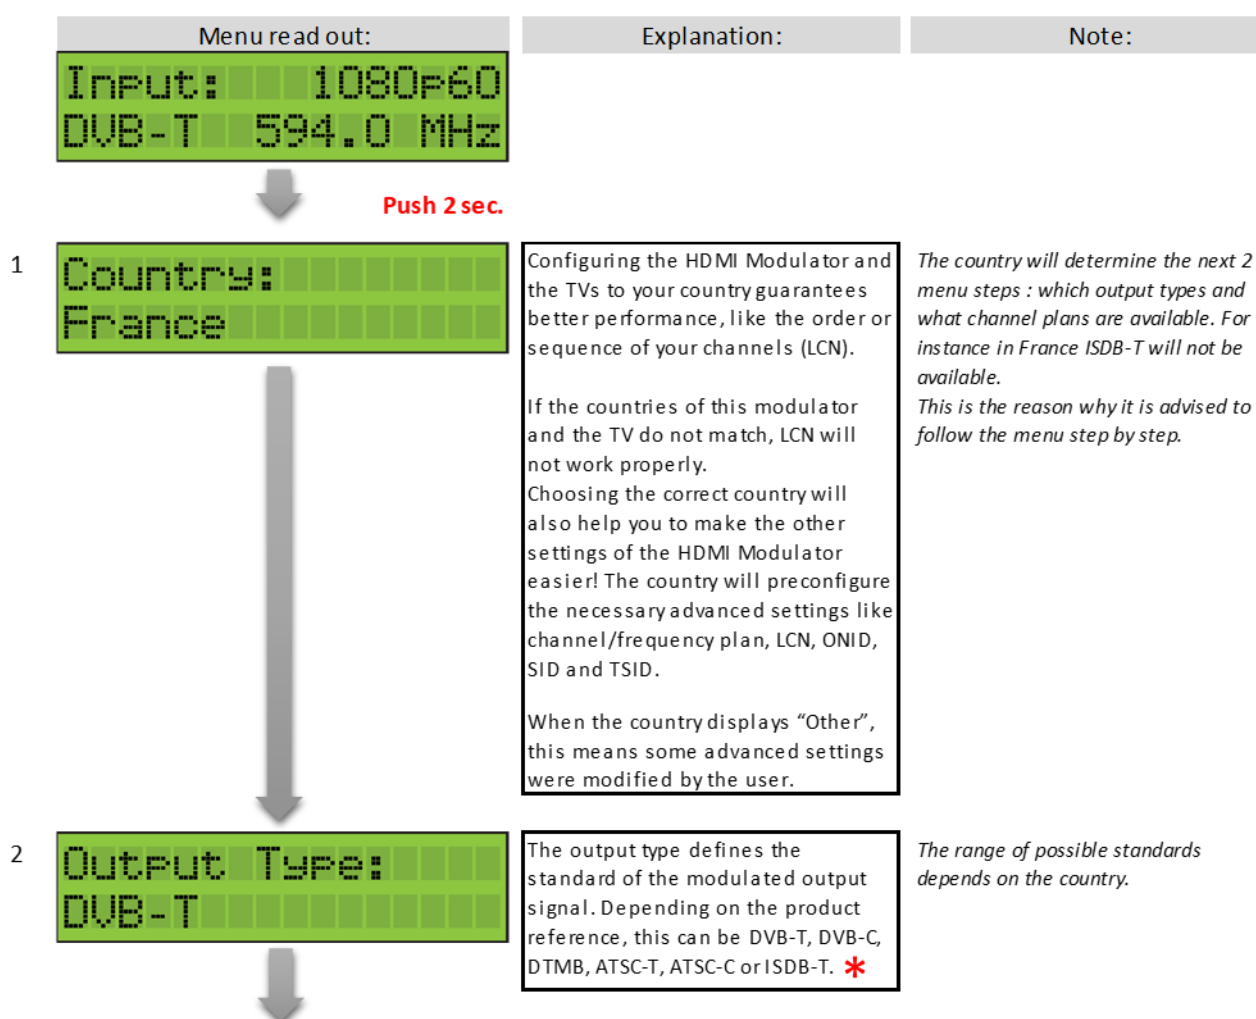 Menu read out:
Explanation:
Note:
Input: 1080p60
DVB-T 594.0 MHz
Push 2 sec.
1
Country:
France
Configuring the HDMI Modulator and
the TVs to your country guarantees
better performance, like the order or
sequence of your channels (LCN).
If the countries of this modulator
and the TV do not match, LCN will
not work properly.
Choosing the correct country will
also help you to make the other
settings of the HDMI Modulator
easier! The country will preconfigure
the necessary advanced settings like
channel/frequency plan, LCN, ONID,
SID and TSID.
When the country displays “Other”,
this means some advanced settings
were modified by the user.
The country will determine the next 2
menu steps : which output types and
what channel plans are available. For
instance in France ISDB-T will not be
available.
This is the reason why it is advised to
follow the menu step by step.
2
Output Type:
DVB-T
The output type defines the
standard of the modulated output
signal. Depending on the product
reference, this can be DVB-T, DVB-C,
DTMB, ATSC-T, ATSC-C or ISDB-T. *
The range of possible standards
depends on the country.